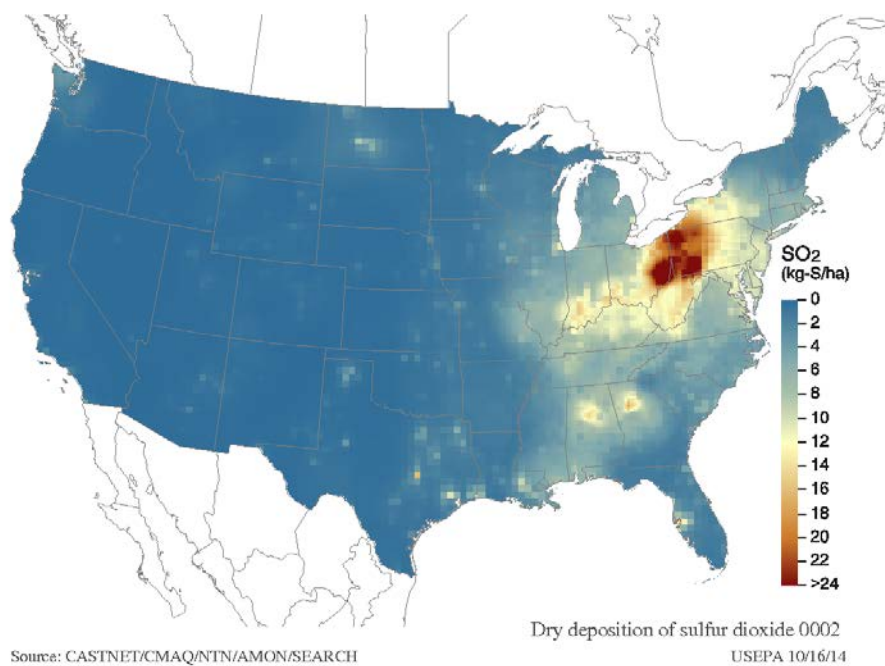 SO₂
(kg-S/ha)
0
2
4
6
8
10
12
14
16
18
20
22
>24
Dry deposition of sulfur dioxide 0002
Source: CASTNET/CMAQ/NTN/AMON/SEARCH
USEPA 10/16/14